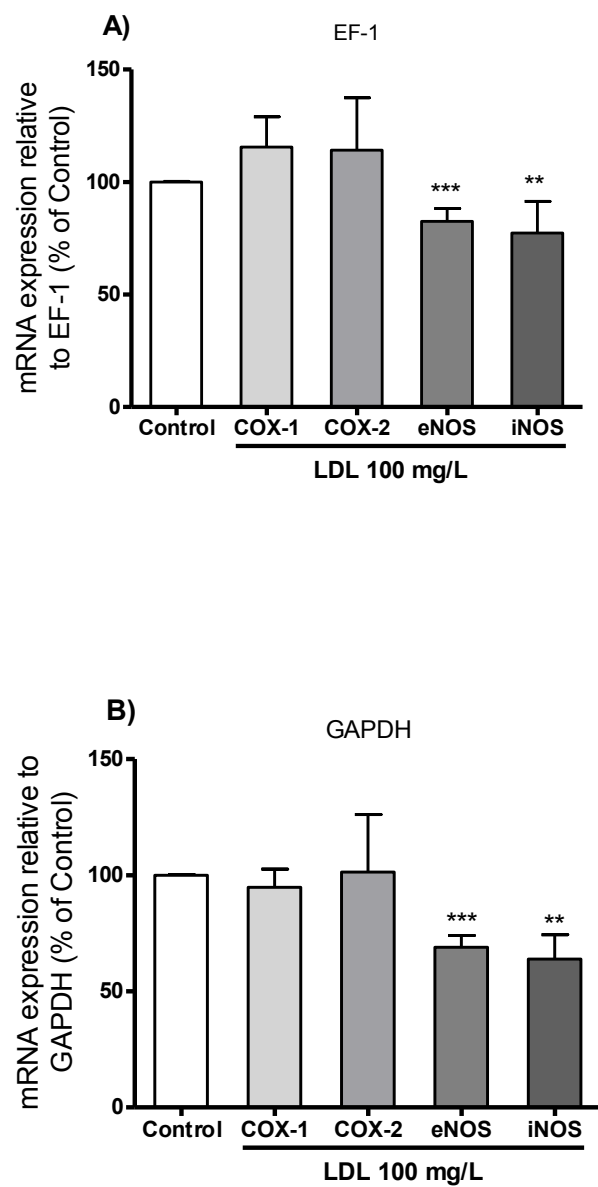 A)
EF-1
mRNA expression relative
to EF-1 (% of Control)
150
100
50
0
***
**
Control COX-1 COX-2 eNOS iNOS
LDL 100 mg/L
B)
GAPDH
mRNA expression relative to
GAPDH (% of Control)
150
100
50
0
***
**
Control COX-1 COX-2 eNOS iNOS
LDL 100 mg/L